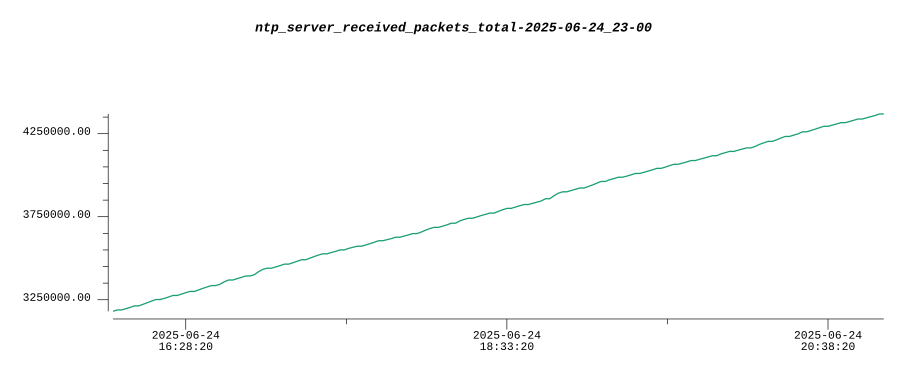 ntp_server_received_packets_total-2025-06-24_23-00
4250000.00
3750000.00
3250000.00
2025-06-24 2025-06-24 2025-06-24
16:28:20 18:33:20 20:38:20